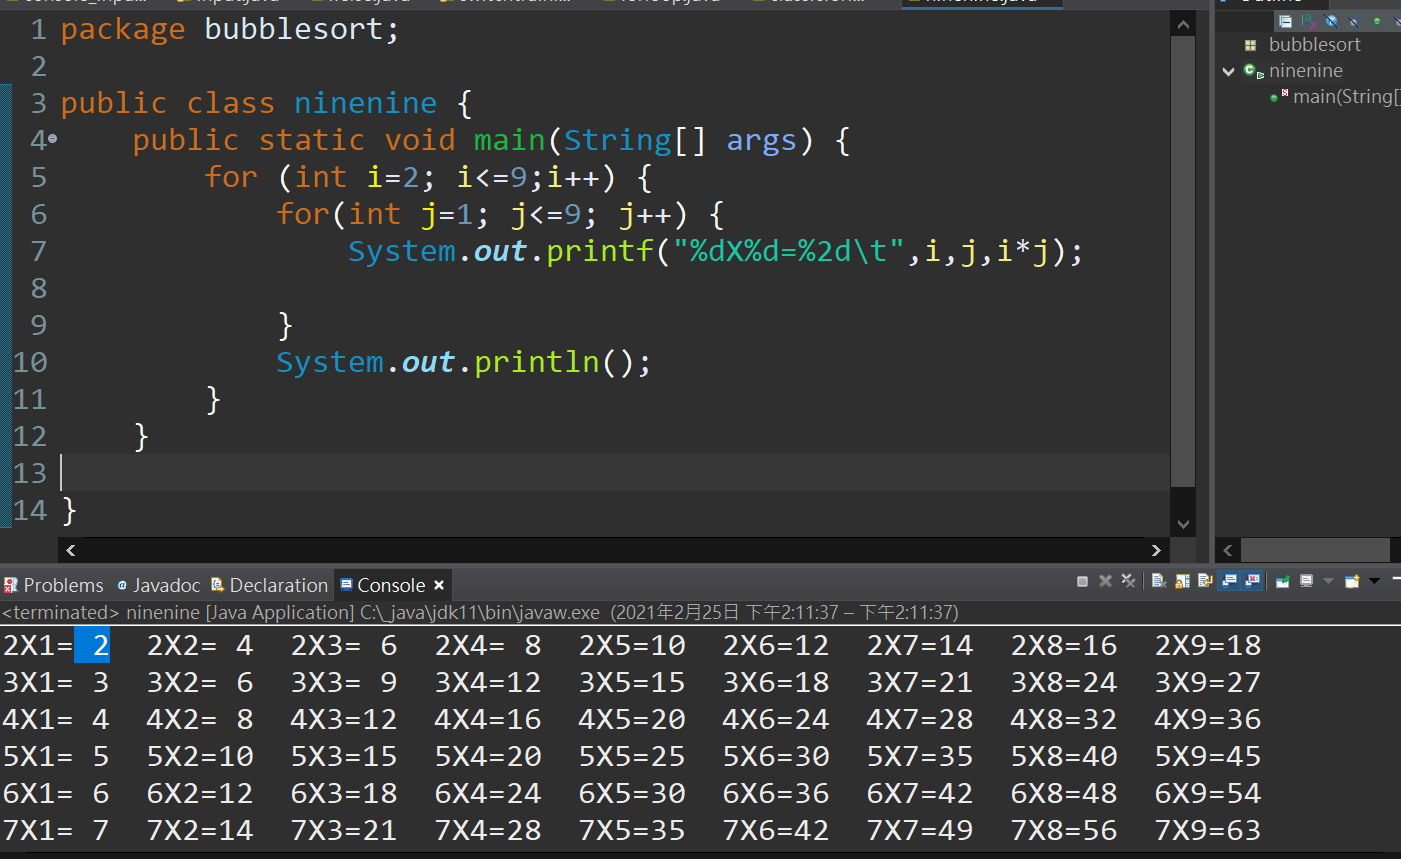 1 package bubblesort;
2
3 public class ninenine {
4 public static void main(String[] args) {
5 for (int i=2; i<=9;i++) {
6 for(int j=1; j<=9; j++) {
7 System.out.printf("%dX%d=%2d\t",i,j,i*j);
8
9 }
10 System.out.println();
11 }
12 }
13
14 }
bubblesort
ninenine
main(String[]
Problems @ Javadoc Declaration Console
<terminated> ninenine [Java Application] C:\_java\jdk11\bin\javaw.exe (2021年2月25日 下午2:11:37 – 下午2:11:37)
2X1= 2 2X2= 4 2X3= 6 2X4= 8 2X5=10 2X6=12 2X7=14 2X8=16 2X9=18
3X1= 3 3X2= 6 3X3= 9 3X4=12 3X5=15 3X6=18 3X7=21 3X8=24 3X9=27
4X1= 4 4X2= 8 4X3=12 4X4=16 4X5=20 4X6=24 4X7=28 4X8=32 4X9=36
5X1= 5 5X2=10 5X3=15 5X4=20 5X5=25 5X6=30 5X7=35 5X8=40 5X9=45
6X1= 6 6X2=12 6X3=18 6X4=24 6X5=30 6X6=36 6X7=42 6X8=48 6X9=54
7X1= 7 7X2=14 7X3=21 7X4=28 7X5=35 7X6=42 7X7=49 7X8=56 7X9=63